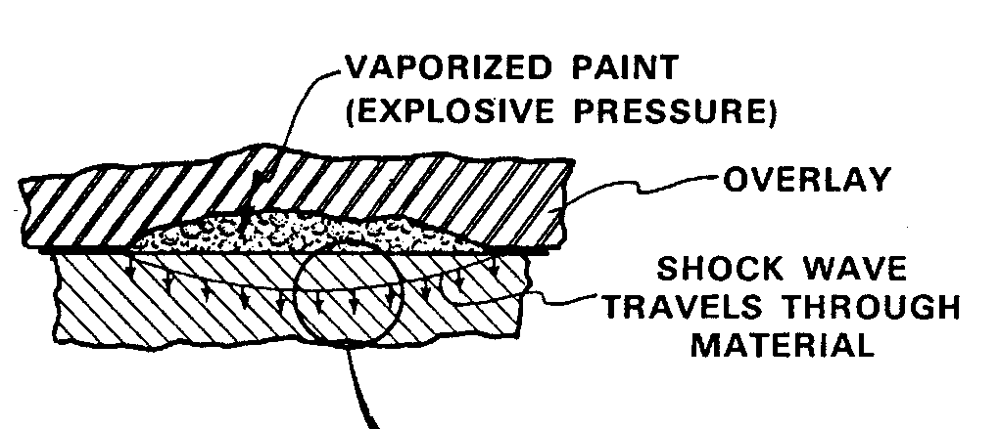 VAPORIZED PAINT
(EXPLOSIVE PRESSURE)
OVERLAY
SHOCK WAVE
TRAVELS THROUGH
MATERIAL